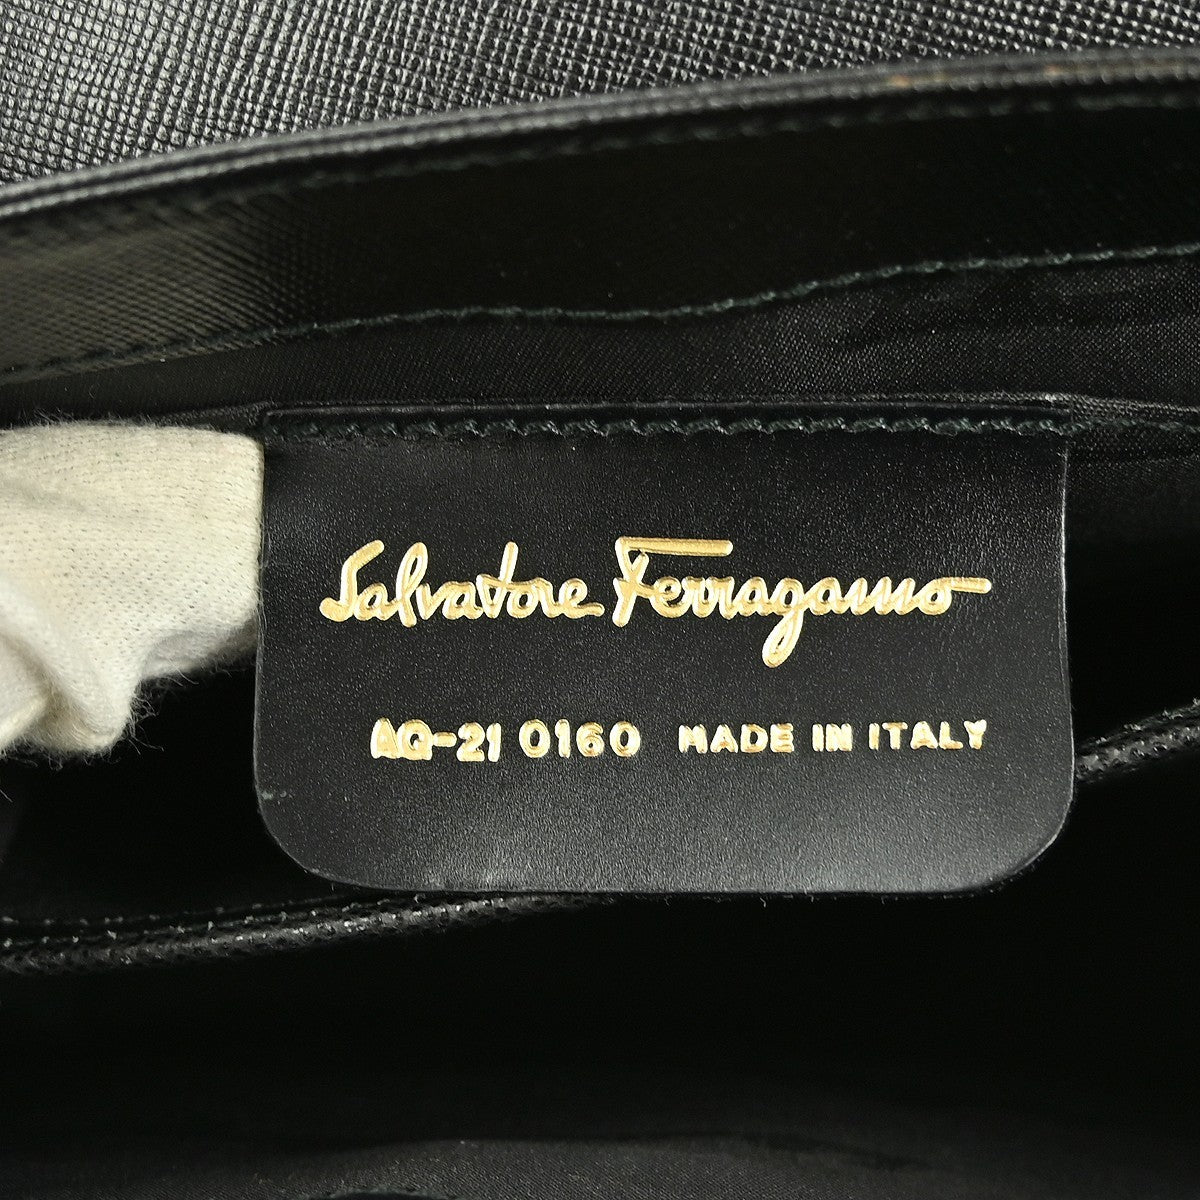 Salvatore Ferragamo
AQ-21 0160 MADE IN ITALY